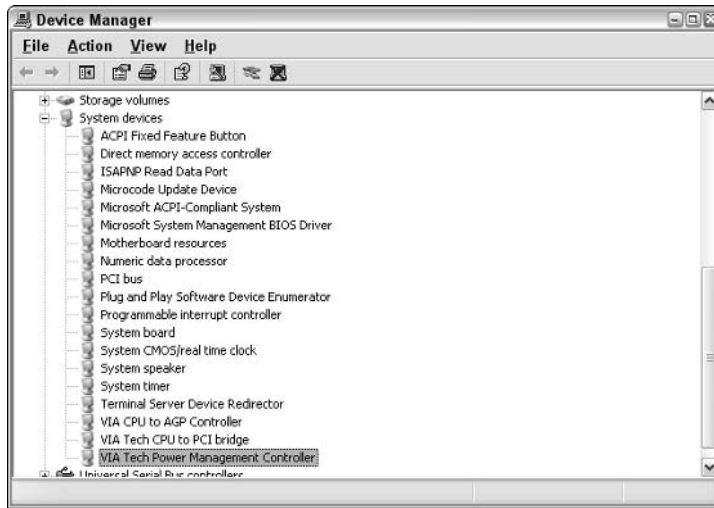 Device Manager
File Action View Help
Storage volumes
System devices
ACPI Fixed Feature Button
Direct memory access controller
ISAPNP Read Data Port
Microcode Update Device
Microsoft ACPI-Compliant System
Microsoft System Management BIOS Driver
Motherboard resources
Numeric data processor
PCI bus
Plug and Play Software Device Enumerator
Programmable interrupt controller
System board
System CMOS/real time clock
System speaker
System timer
Terminal Server Device Redirector
VIA CPU to AGP Controller
VIA Tech CPU to PCI bridge
VIA Tech Power Management Controller
Universal Serial Bus controllers